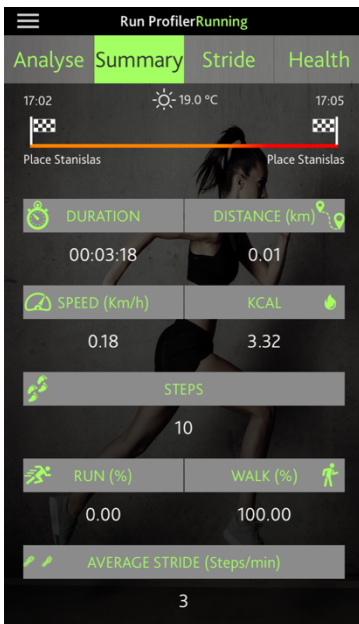 Run ProfilerRunning
Analyse Summary Stride Health
17:02 19.0 °C 17:05
Place Stanislas Place Stanislas
DURATION DISTANCE (km)
00:03:18 0.01
SPEED (Km/h) KCAL
0.18 3.32
STEPS
10
RUN (%) WALK (%)
0.00 100.00
AVERAGE STRIDE (Steps/min)
3